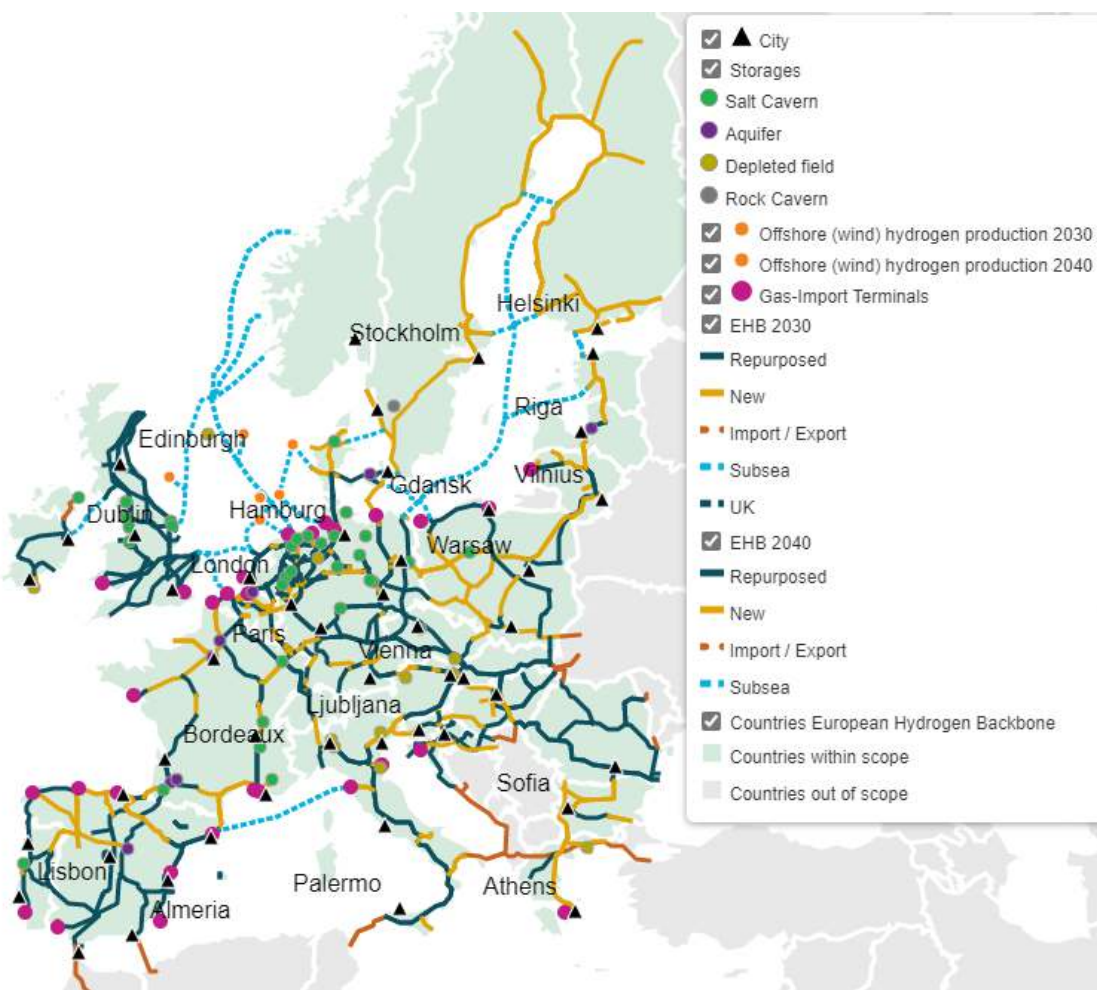 City
Storages
Salt Cavern
Aquifer
Depleted field
Rock Cavern
Offshore (wind) hydrogen production 2030
Offshore (wind) hydrogen production 2040
Gas-Import Terminals
EHB 2030
Repurposed
New
Import / Export
Subsea
UK
EHB 2040
Repurposed
New
Import / Export
Subsea
Countries European Hydrogen Backbone
Countries within scope
Countries out of scope
Helsinki
Stockholm
Riga
Edinburgh
Vilnius
Gdansk
Hamburg
Dublin
Warsaw
London
Paris
Vienna
Ljubljana
Bordeaux
Sofia
Lisbon
Palermo
Athens
Almeria